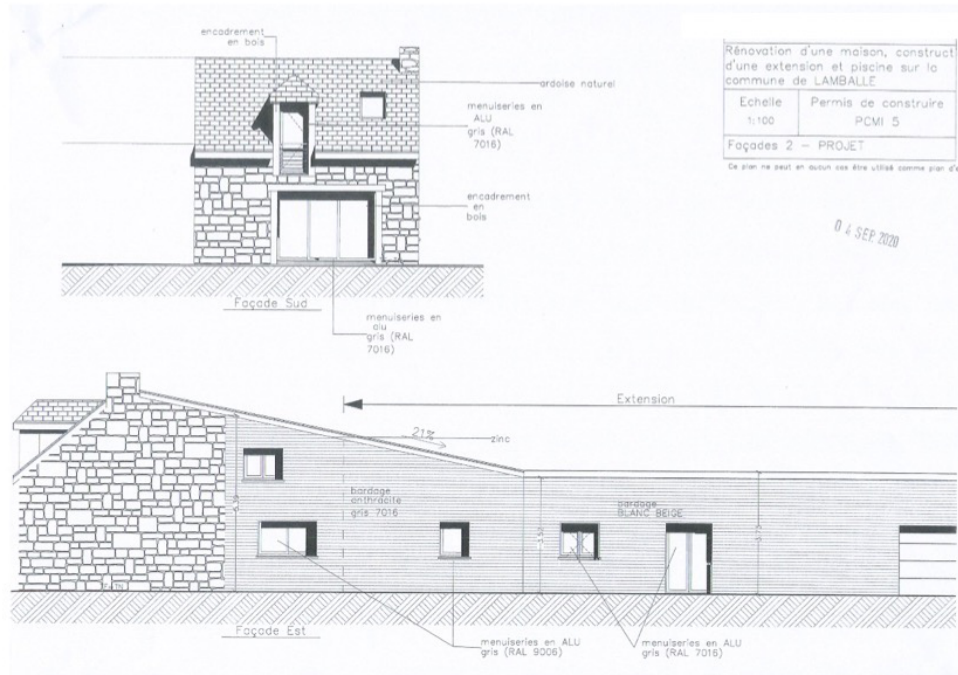 encadrement
en bois
ardoise naturel
menuiseries en
ALU
gris (RAL
7016)
encadrement
en
bois
Façade Sud
menuiseries en
alu
gris (RAL
7016)
Rénovation d'une maison, construct
d'une extension et piscine sur la
commune de LAMBALLE
Echelle
1:100
Permis de construire
PCMI 5
Façades 2 - PROJET
Ce plan ne peut en aucun cas être utilisé comme plan d'e
0 4 SEP. 2020
Extension
21%
zinc
bardage
anthracite
gris 7016
bardage
BLANC BEIGE
3.52
Façade Est
menuiseries en ALU
gris (RAL 9006)
menuiseries en ALU
gris (RAL 7016)